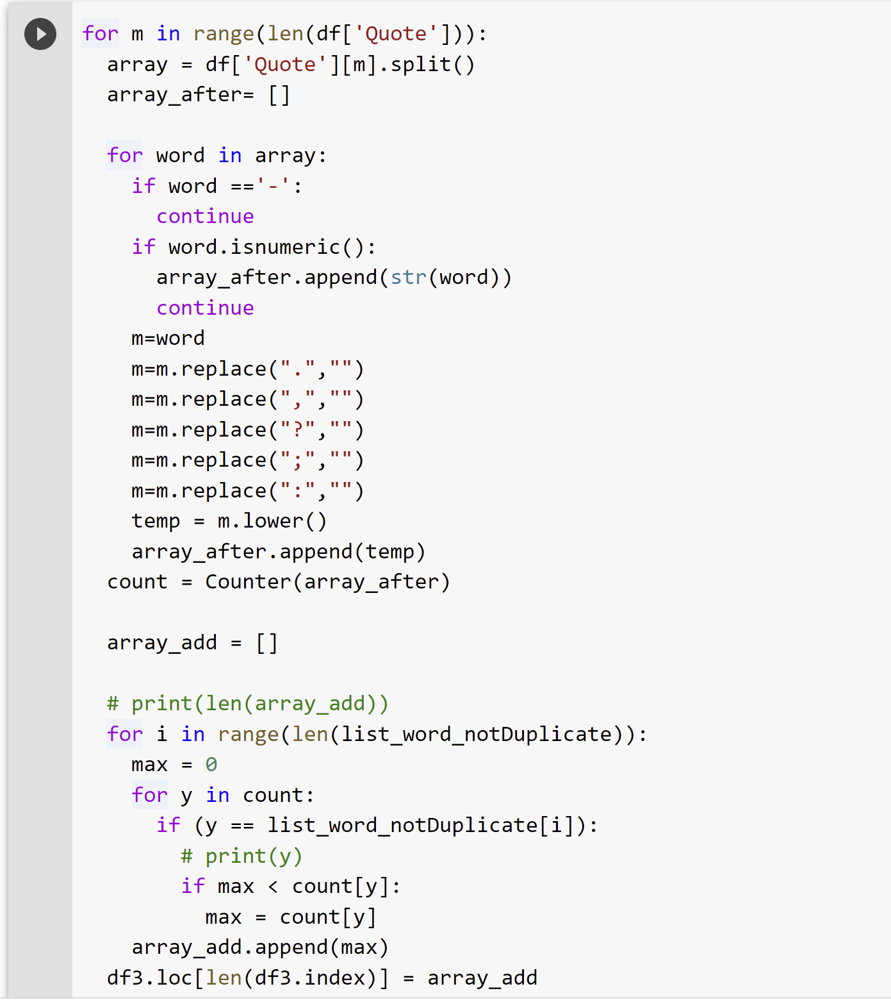 for m in range(len(df['Quote'])):
  array = df['Quote'][m].split()
  array_after= []

  for word in array:
    if word =='-':
      continue
    if word.isnumeric():
      array_after.append(str(word))
      continue
    m=word
    m=m.replace(".","")
    m=m.replace(",","")
    m=m.replace("?","")
    m=m.replace(";","")
    m=m.replace(":","")
    temp = m.lower()
    array_after.append(temp)
  count = Counter(array_after)

  array_add = []

  # print(len(array_add))
  for i in range(len(list_word_notDuplicate)):
    max = 0
    for y in count:
      if (y == list_word_notDuplicate[i]):
        # print(y)
        if max < count[y]:
          max = count[y]
    array_add.append(max)
  df3.loc[len(df3.index)] = array_add